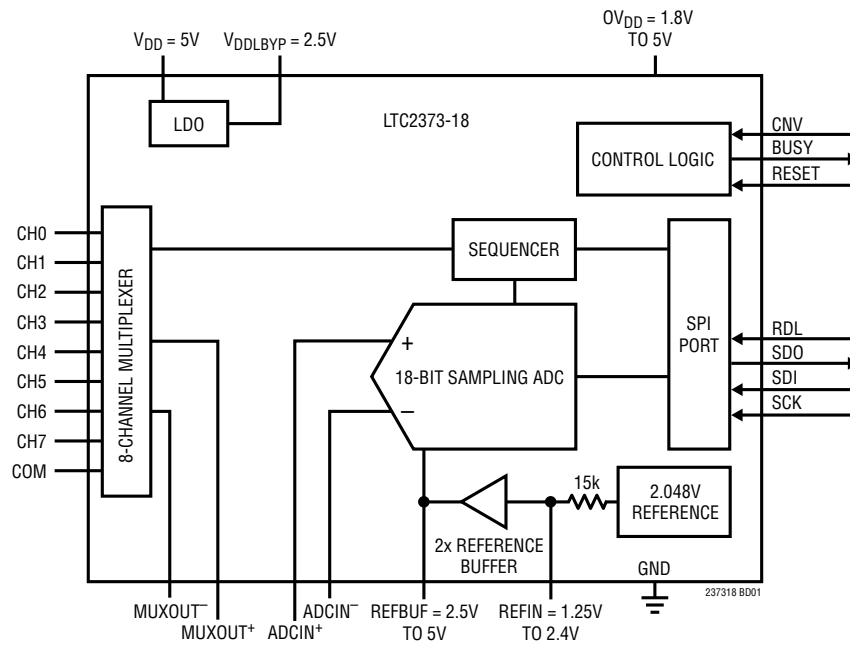 OVDD = 1.8V
TO 5V
VDD = 5V
VDDLBYP = 2.5V
LDO
LTC2373-18
CONTROL LOGIC
CNV
BUSY
RESET
CH0
CH1
CH2
CH3
CH4
CH5
CH6
CH7
COM
8-CHANNEL MULTIPLEXER
SEQUENCER
SPI
PORT
+
18-BIT SAMPLING ADC
–
RDL
SDO
SDI
SCK
15k
2.048V
REFERENCE
2x REFERENCE
BUFFER
GND
237318 BD01
MUXOUT–
MUXOUT+
ADCIN+
ADCIN–
REFBUF = 2.5V
TO 5V
REFIN = 1.25V
TO 2.4V